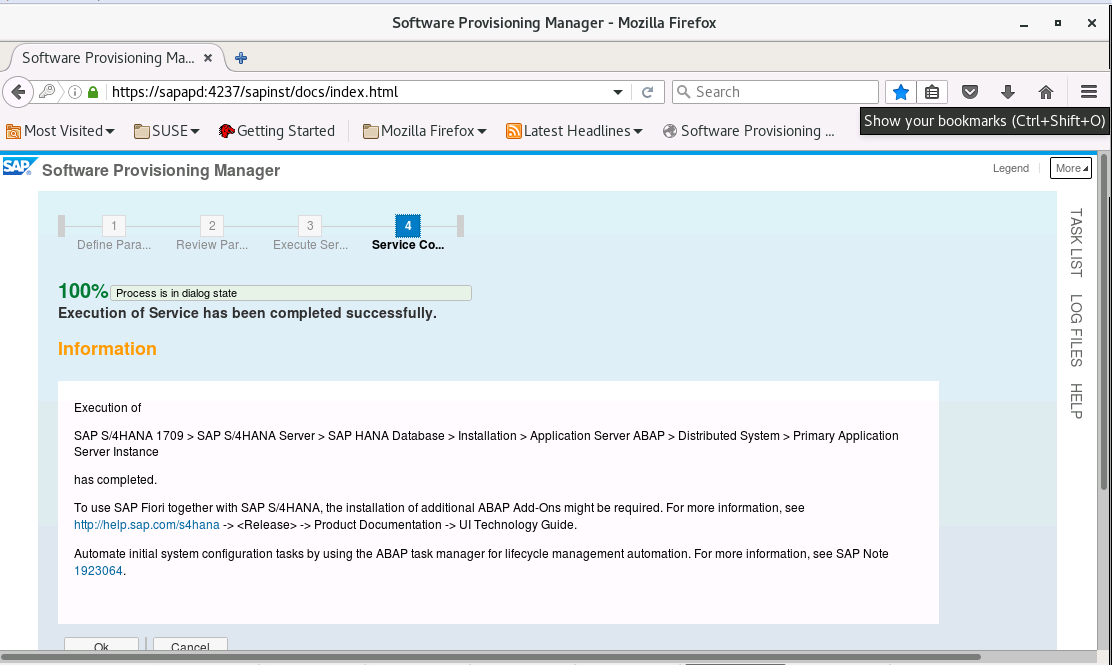 Software Provisioning Manager - Mozilla Firefox
Software Provisioning Ma...
https://sapapd:4237/sapinst/docs/index.html
Search
Most Visited
SUSE
Getting Started
Mozilla Firefox
Latest Headlines
Software Provisioning ...
Show your bookmarks (Ctrl+Shift+O)
SAP
Software Provisioning Manager
Legend
More
1
2
3
4
Define Para...
Review Par...
Execute Ser...
Service Co...
TASK LIST
LOG FILES
HELP
100%
Process is in dialog state
Execution of Service has been completed successfully.
Information
Execution of
SAP S/4HANA 1709 > SAP S/4HANA Server > SAP HANA Database > Installation > Application Server ABAP > Distributed System > Primary Application
Server Instance
has completed.
To use SAP Fiori together with SAP S/4HANA, the installation of additional ABAP Add-Ons might be required. For more information, see
http://help.sap.com/s4hana -> <Release> -> Product Documentation -> UI Technology Guide.
Automate initial system configuration tasks by using the ABAP task manager for lifecycle management automation. For more information, see SAP Note
1923064.
Ok
Cancel